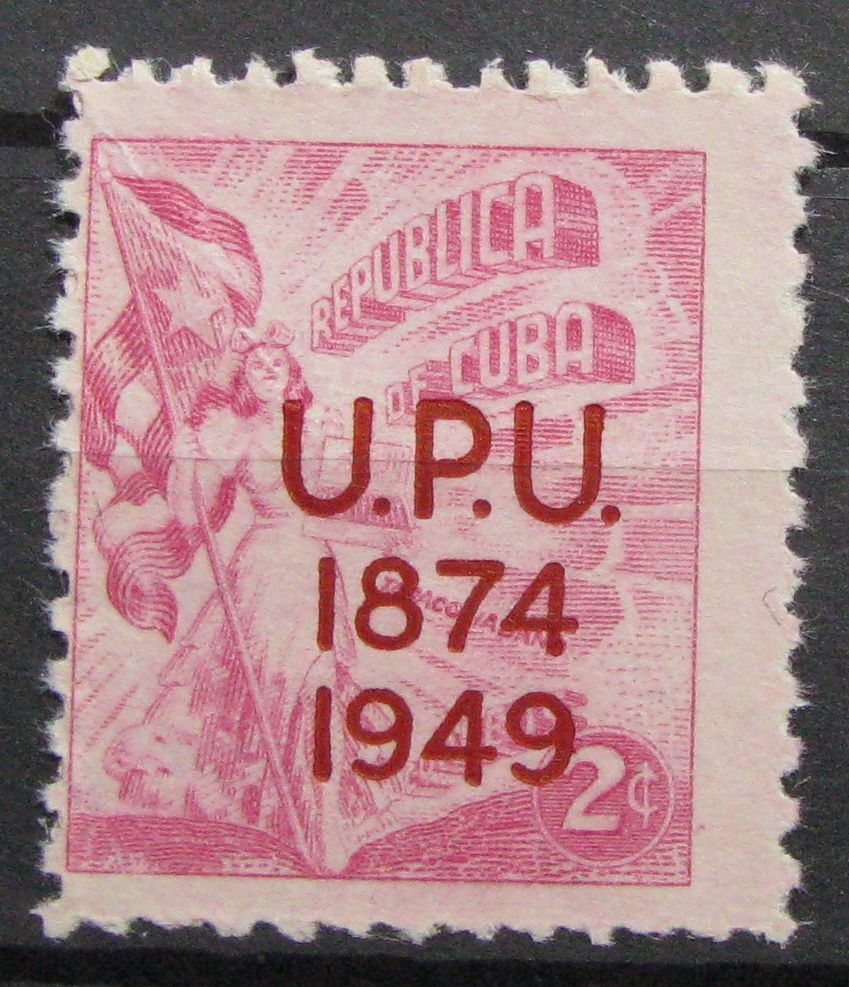 REPUBLICA
DE CUBA
U.P.U.
1874
1949
2¢